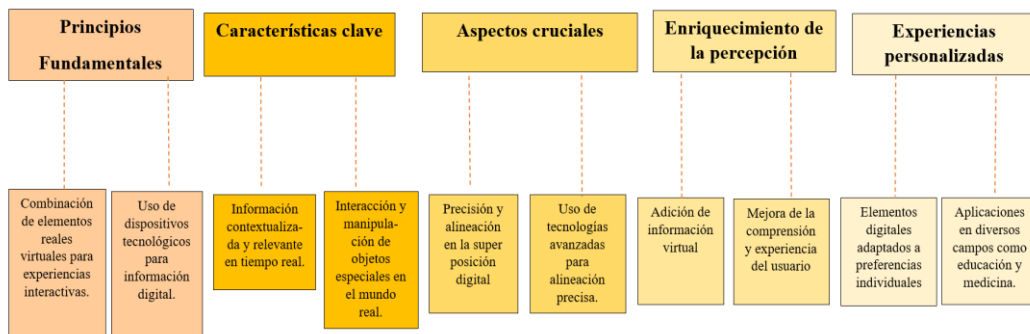 Principios
Fundamentales
Características clave
Aspectos cruciales
Enriquecimiento de
la percepción
Experiencias
personalizadas
Combinación
de elementos
reales
virtuales para
experiencias
interactivas.
Uso de
dispositivos
tecnológicos
para
información
digital.
Información
contextualiza-
da y relevante
en tiempo real.
Interacción y
manipula-
ción de
objetos
especiales en
el mundo
real.
Precisión y
alineación
en la super
posición
digital
Uso de
tecnologías
avanzadas
para
alineación
precisa.
Adición de
información
virtual
Mejora de la
comprensión
y experiencia
del usuario
Elementos
digitales
adaptados a
preferencias
individuales
Aplicaciones
en diversos
campos como
educación y
medicina.